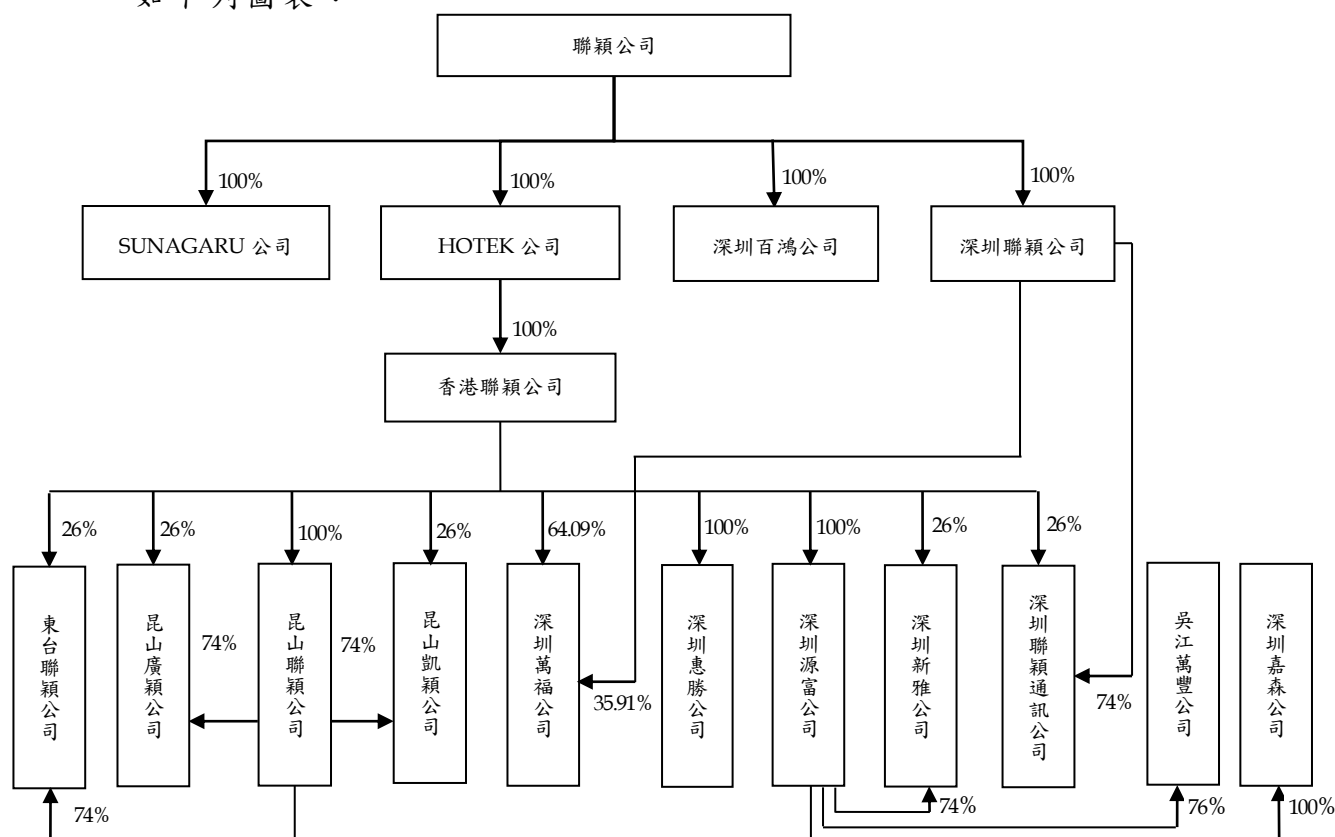 如下列圖表：
聯穎公司
100%
100%
100%
100%
SUNAGARU 公司
HOTEK 公司
深圳百鴻公司
深圳聯穎公司
100%
香港聯穎公司
26%
26%
100%
26%
64.09%
100%
100%
26%
26%
東台聯穎公司
昆山廣穎公司
74%
昆山聯穎公司
74%
昆山凱穎公司
深圳萬福公司
35.91%
深圳惠勝公司
深圳源富公司
深圳新雅公司
深圳聯穎通訊公司
74%
吳江萬豐公司
深圳嘉森公司
74%
74%
76%
100%